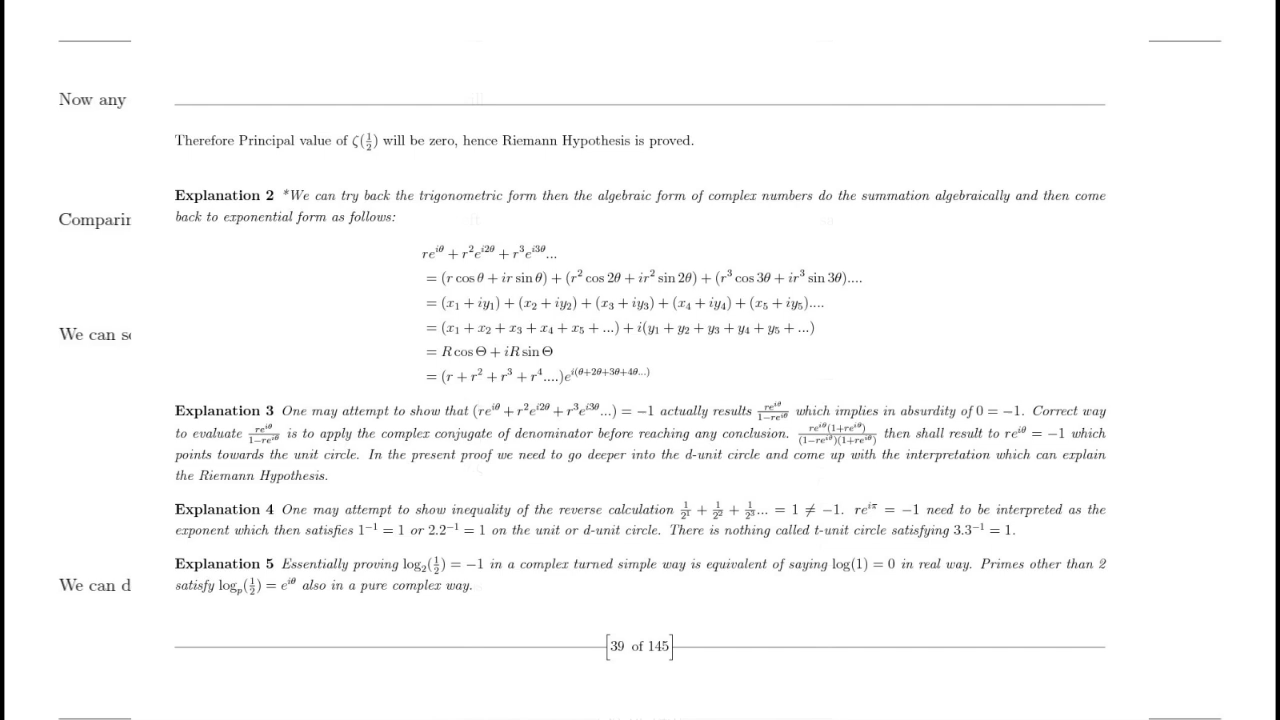 Now any
Therefore Principal value of ζ(1/2) will be zero, hence Riemann Hypothesis is proved.
Explanation 2 *We can try back the trigonometric form then the algebraic form of complex numbers do the summation algebraically and then come
Comparin
back to exponential form as follows:
re^{iθ} + r^2e^{i2θ} + r^3e^{i3θ}...
= (r cos θ + ir sin θ) + (r^2 cos 2θ + ir^2 sin 2θ) + (r^3 cos 3θ + ir^3 sin 3θ)....
= (x_1 + iy_1) + (x_2 + iy_2) + (x_3 + iy_3) + (x_4 + iy_4) + (x_5 + iy_5)....
= (x_1 + x_2 + x_3 + x_4 + x_5 + ...) + i(y_1 + y_2 + y_3 + y_4 + y_5 + ...)
We can se
= R cos Θ + iR sin Θ
= (r + r^2 + r^3 + r^4....)e^{i(θ+2θ+3θ+4θ...)}
Explanation 3 One may attempt to show that (re^{iθ} + r^2e^{i2θ} + r^3e^{i3θ}...) = −1 actually results re^{iθ}/(1−re^{iθ}) which implies in absurdity of 0 = −1. Correct way
to evaluate re^{iθ}/(1−re^{iθ}) is to apply the complex conjugate of denominator before reaching any conclusion. re^{iθ}(1+re^{iθ})/((1−re^{iθ})(1+re^{iθ})) then shall result to re^{iθ} = −1 which
points towards the unit circle. In the present proof we need to go deeper into the d-unit circle and come up with the interpretation which can explain
the Riemann Hypothesis.
Explanation 4 One may attempt to show inequality of the reverse calculation 1/2^1 + 1/2^2 + 1/2^3... = 1 ≠ −1. re^{iπ} = −1 need to be interpreted as the
exponent which then satisfies 1^{−1} = 1 or 2.2^{−1} = 1 on the unit or d-unit circle. There is nothing called t-unit circle satisfying 3.3^{−1} = 1.
Explanation 5 Essentially proving log_2(1/2) = −1 in a complex turned simple way is equivalent of saying log(1) = 0 in real way. Primes other than 2
We can d
satisfy log_p(1/2) = e^{iθ} also in a pure complex way.
[39 of 145]